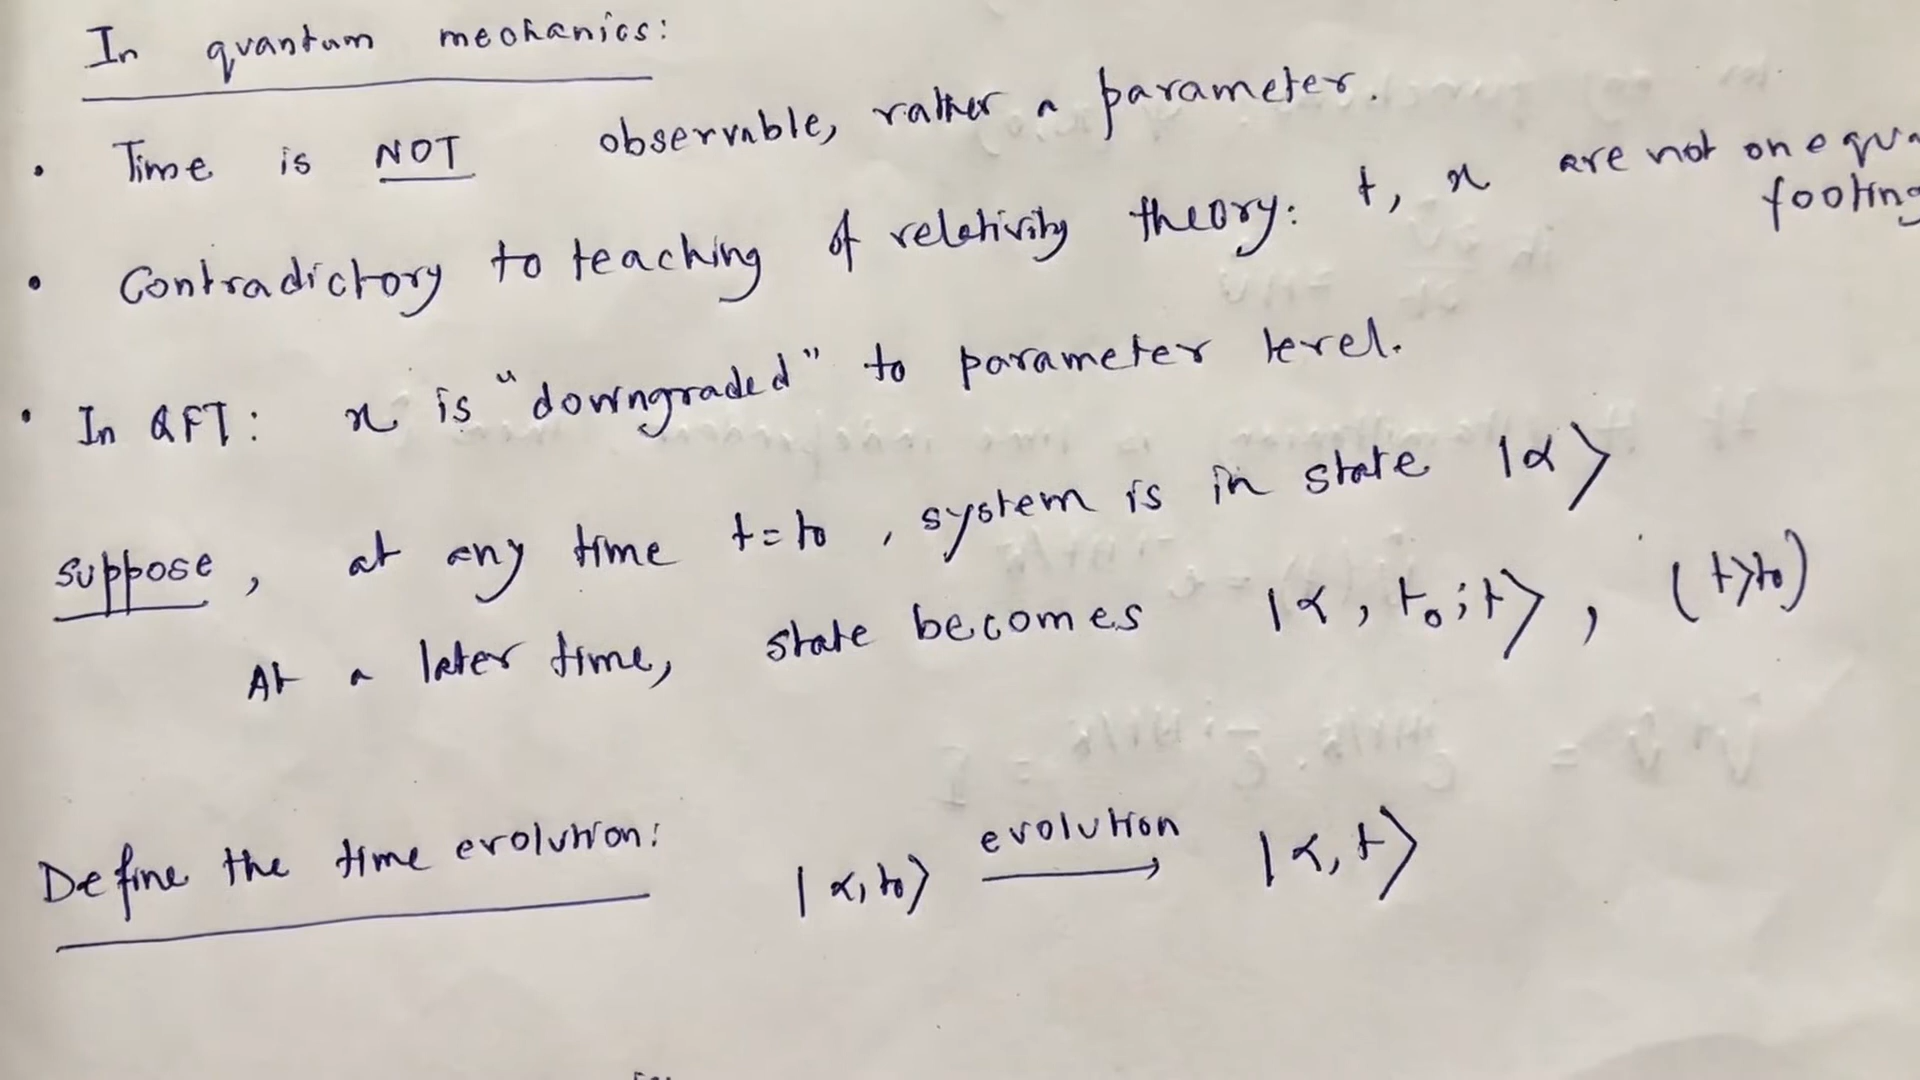 In quantum mechanics:
• Time is NOT observable, rather a parameter.
• Contradictory to teaching of relativity theory: t, x are not on equa
footing
• In QFT: x is "downgraded" to parameter level.
suppose, at any time t=t₀, system is in state |α⟩
At a later time, state becomes |α, t₀; t⟩, (t>t₀)
Define the time evolution: |α, t₀⟩ evolution → |α, t⟩